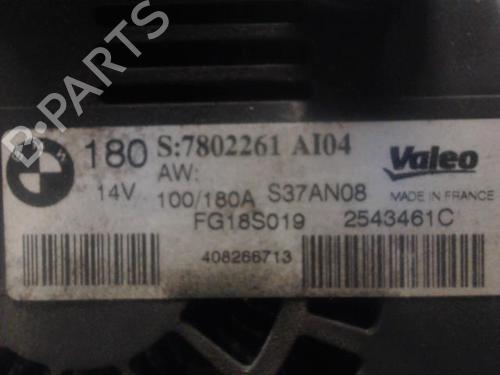 180 S:7802261 AI04 Valeo
AW:
14V 100/180A S37AN08 MADE IN FRANCE
FG18S019 2543461C
408266713
B-PARTS